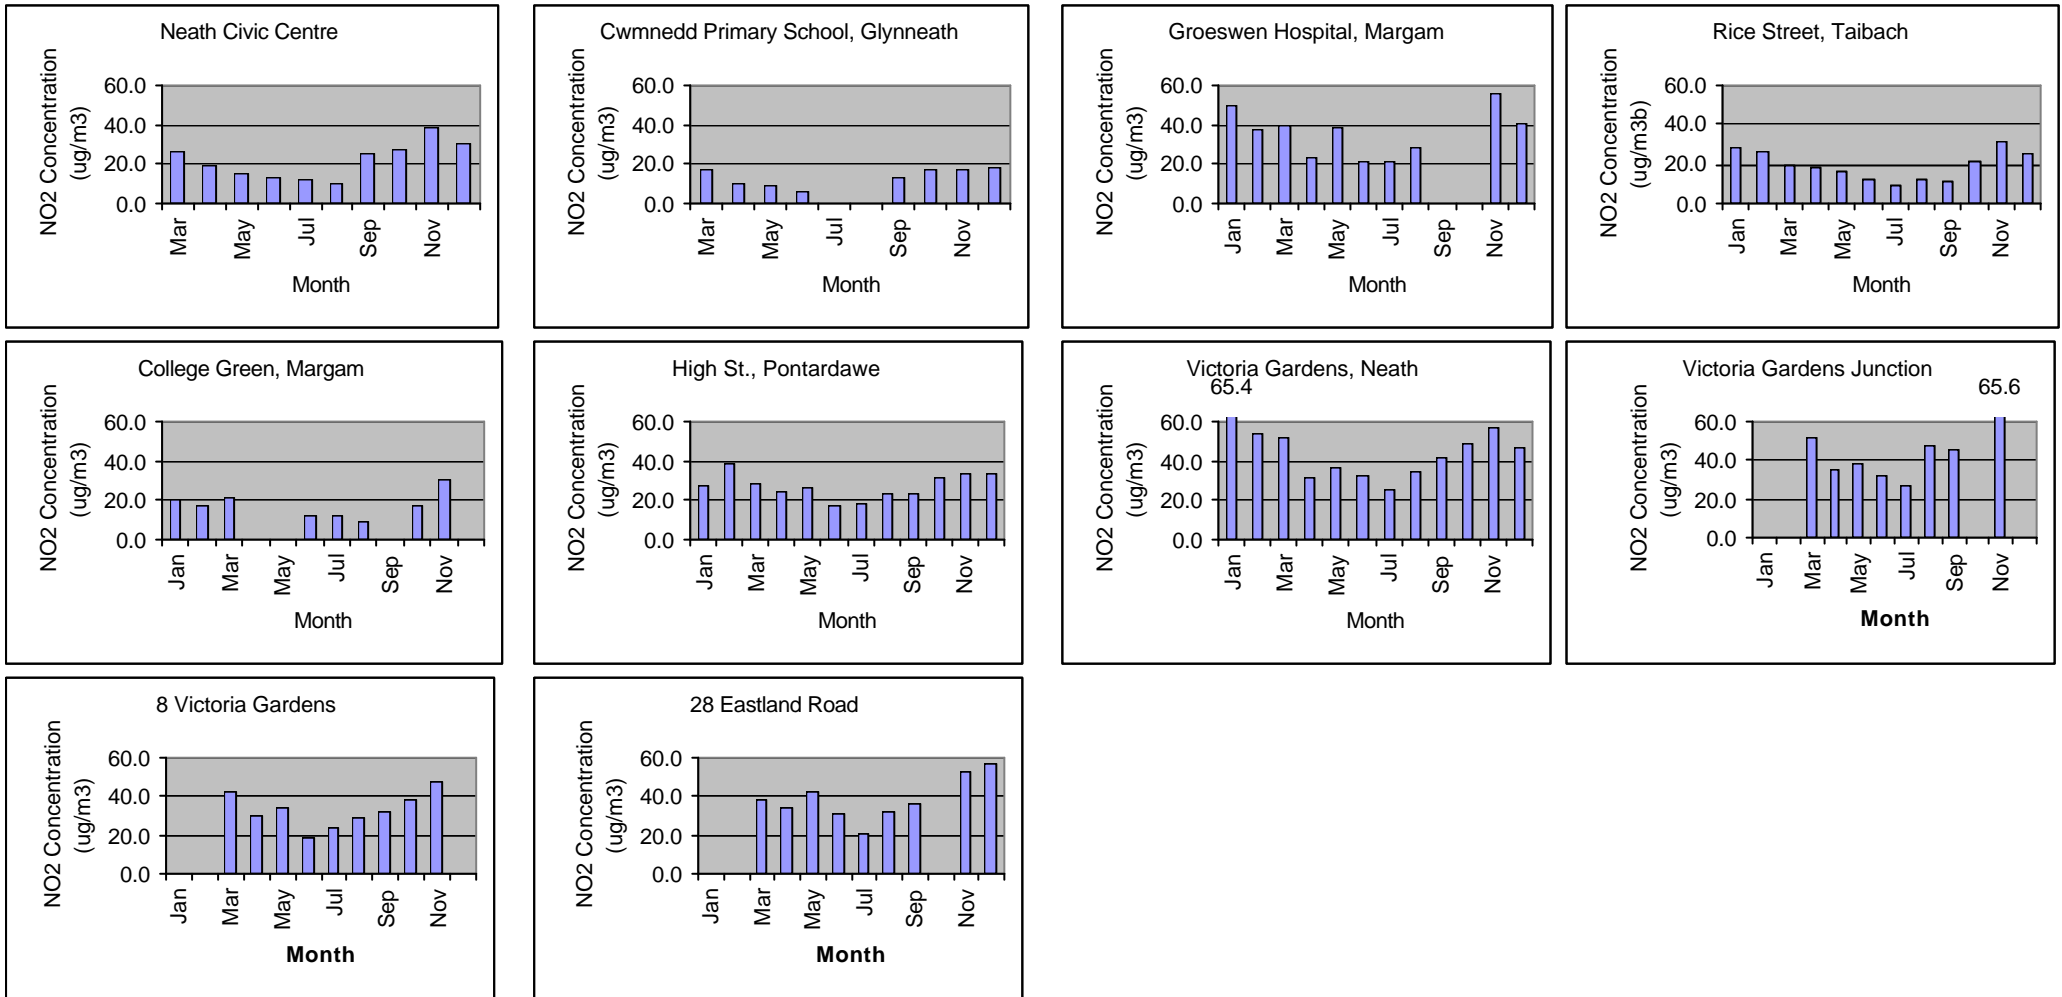 Neath Civic Centre
NO2 Concentration
(ug/m3)
60.0
40.0
20.0
0.0
Mar
May
Jul
Sep
Nov
Month
Cwmnedd Primary School, Glynneath
NO2 Concentration
(ug/m3)
60.0
40.0
20.0
0.0
Mar
May
Jul
Sep
Nov
Month
Groeswen Hospital, Margam
NO2 Concentration
(ug/m3)
60.0
40.0
20.0
0.0
Jan
Mar
May
Jul
Sep
Nov
Month
Rice Street, Taibach
NO2 Concentration
(ug/m3b)
60.0
40.0
20.0
0.0
Jan
Mar
May
Jul
Sep
Nov
Month
College Green, Margam
NO2 Concentration
(ug/m3)
60.0
40.0
20.0
0.0
Jan
Mar
May
Jul
Sep
Nov
Month
High St., Pontardawe
NO2 Concentration
(ug/m3)
60.0
40.0
20.0
0.0
Jan
Mar
May
Jul
Sep
Nov
Month
Victoria Gardens, Neath
65.4
NO2 Concentration
(ug/m3)
60.0
40.0
20.0
0.0
Jan
Mar
May
Jul
Sep
Nov
Month
Victoria Gardens Junction
65.6
NO2 Concentration
(ug/m3)
60.0
40.0
20.0
0.0
Jan
Mar
May
Jul
Sep
Nov
Month
8 Victoria Gardens
NO2 Concentration
(ug/m3)
60.0
40.0
20.0
0.0
Jan
Mar
May
Jul
Sep
Nov
Month
28 Eastland Road
NO2 Concentration
(ug/m3)
60.0
40.0
20.0
0.0
Jan
Mar
May
Jul
Sep
Nov
Month